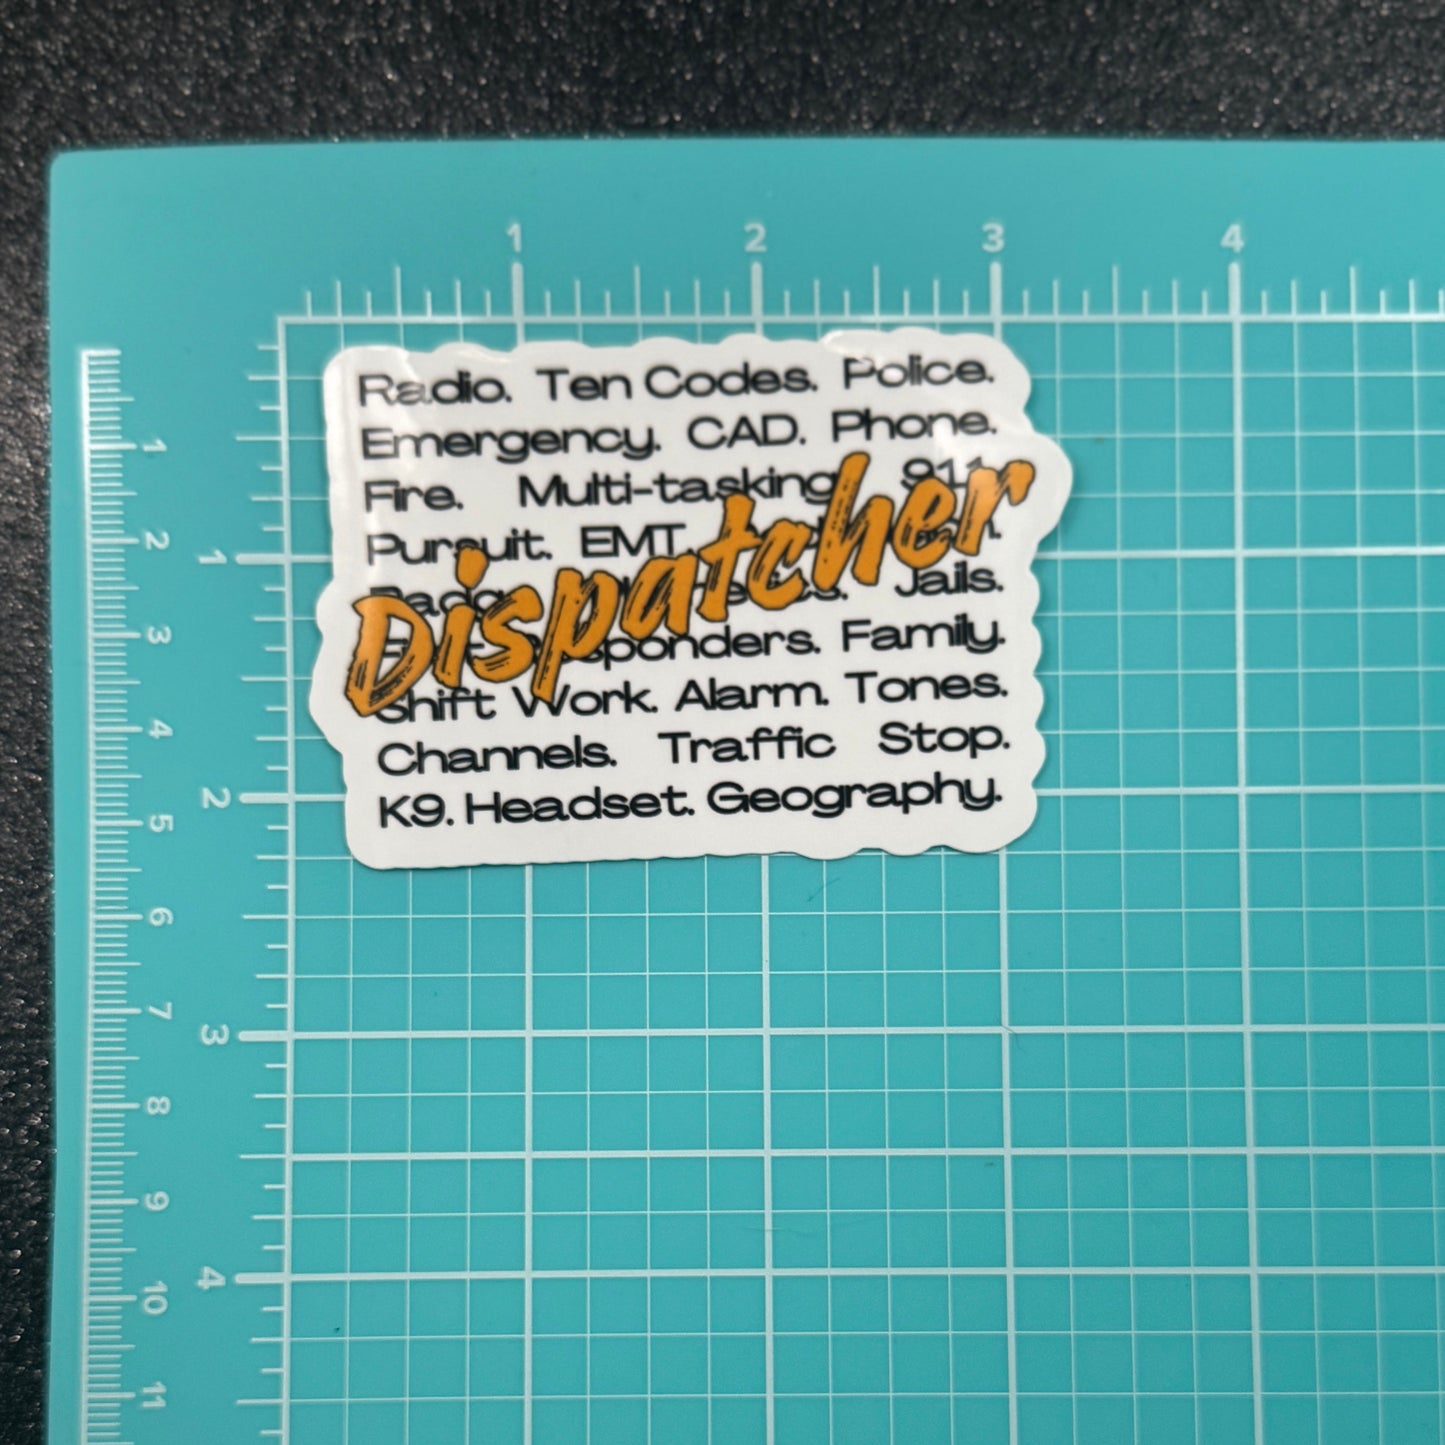 1 2 3 4
Radio. Ten Codes. Police.
Emergency. CAD. Phone.
Fire. Multi-tasking 911
Pursuit. EMT.
Dispatcher
Jails.
Family.
Shift Work. Alarm. Tones.
Channels. Traffic Stop.
K9. Headset. Geography.
1
2
3
4
1
2
3
4
5
6
7
8
9
10
11